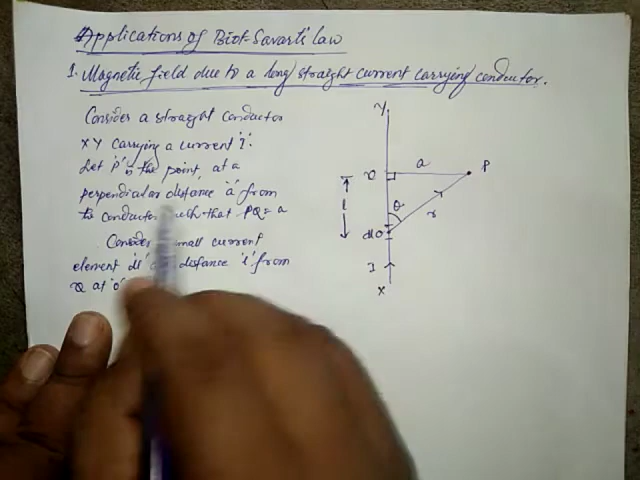 Applications of Biot-Savart's law
1. Magnetic field due to a long straight current carrying conductor.
Consider a straight conductor
XY carrying a current 'I'.
Let 'P' is the point, at a
perpendicular distance 'a' from
the conductor such that PQ = a
Consider small current
element 'dl' distance 'l' from
Q at 'O'
Y
Q
a
P
l
θ
r
dl
O
I
X